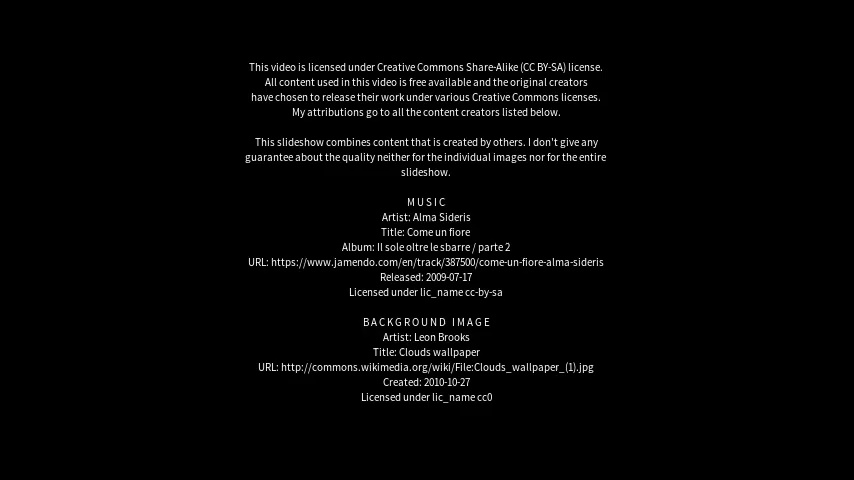 This video is licensed under Creative Commons Share-Alike (CC BY-SA) license.
All content used in this video is free available and the original creators
have chosen to release their work under various Creative Commons licenses.
My attributions go to all the content creators listed below.
This slideshow combines content that is created by others. I don't give any
guarantee about the quality neither for the individual images nor for the entire
slideshow.
MUSIC
Artist: Alma Sideris
Title: Come un fiore
Album: Il sole oltre le sbarre / parte 2
URL: https://www.jamendo.com/en/track/387500/come-un-fiore-alma-sideris
Released: 2009-07-17
Licensed under lic_name cc-by-sa
BACKGROUND IMAGE
Artist: Leon Brooks
Title: Clouds wallpaper
URL: http://commons.wikimedia.org/wiki/File:Clouds_wallpaper_(1).jpg
Created: 2010-10-27
Licensed under lic_name cc0